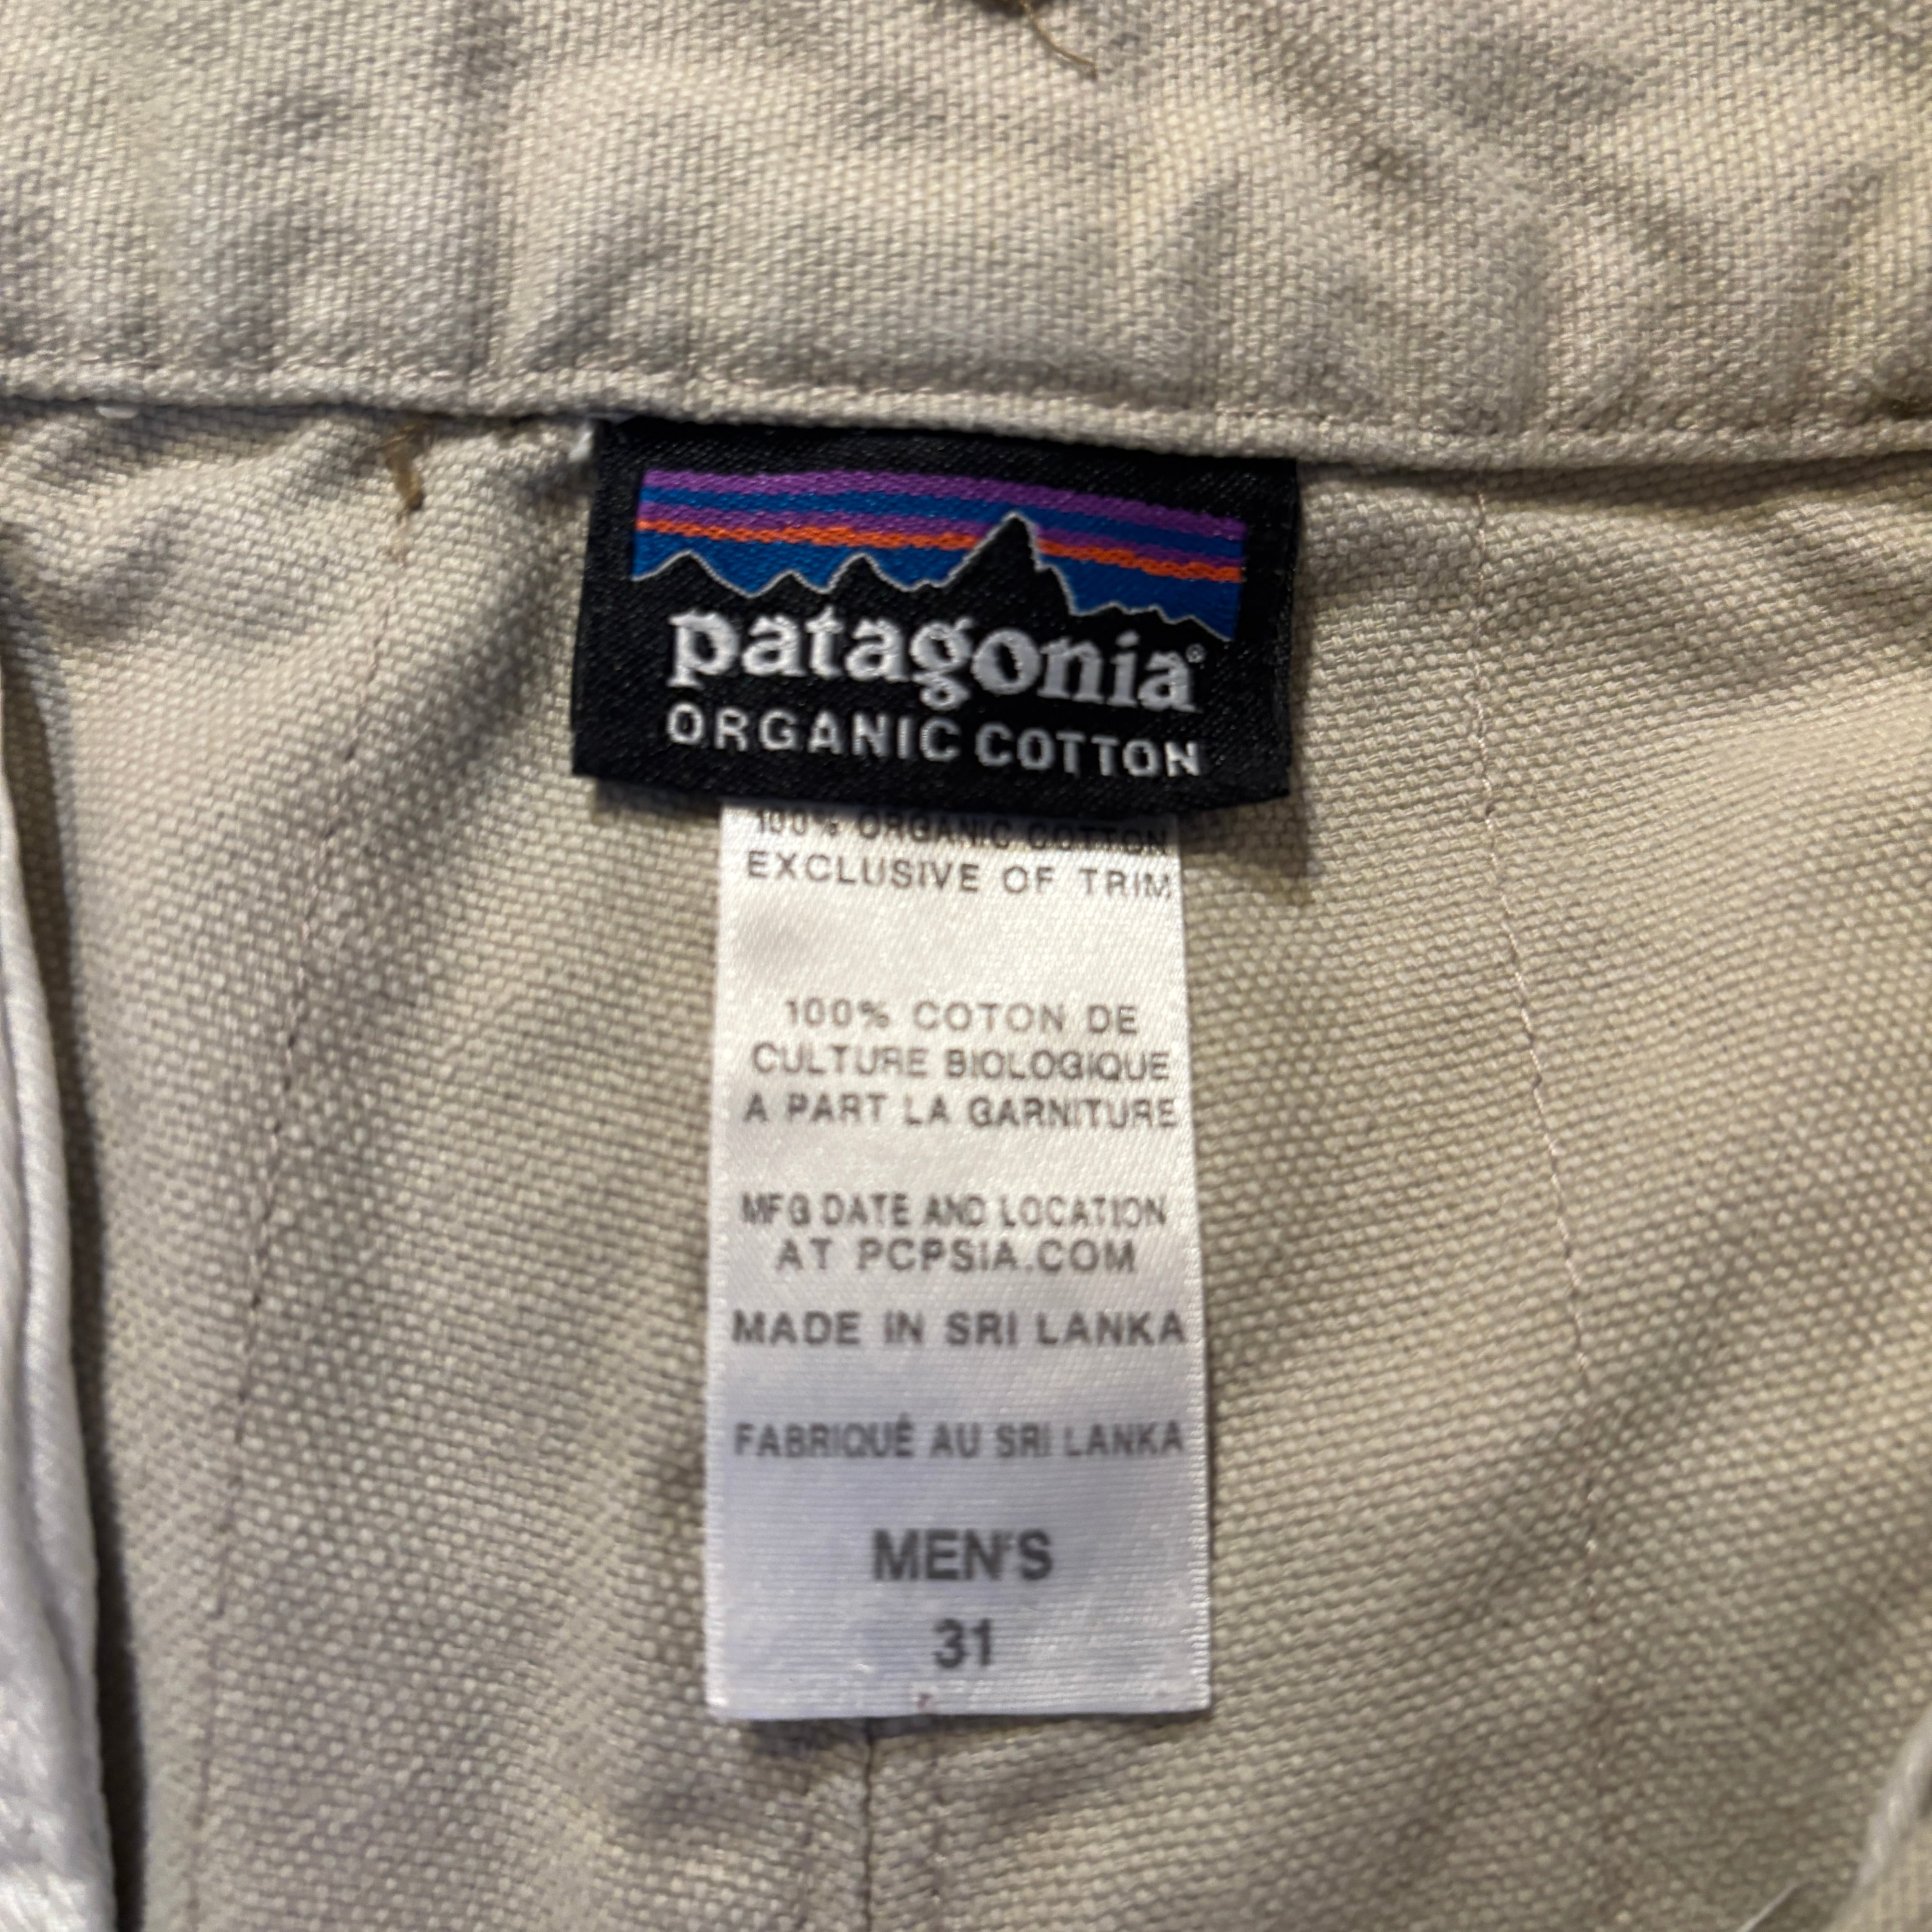 patagonia®
ORGANIC COTTON
100% ORGANIC COTTON
EXCLUSIVE OF TRIM
100% COTON DE
CULTURE BIOLOGIQUE
A PART LA GARNITURE
MFG DATE AND LOCATION
AT PCPSIA.COM
MADE IN SRI LANKA
FABRIQUÉ AU SRI LANKA
MEN'S
31